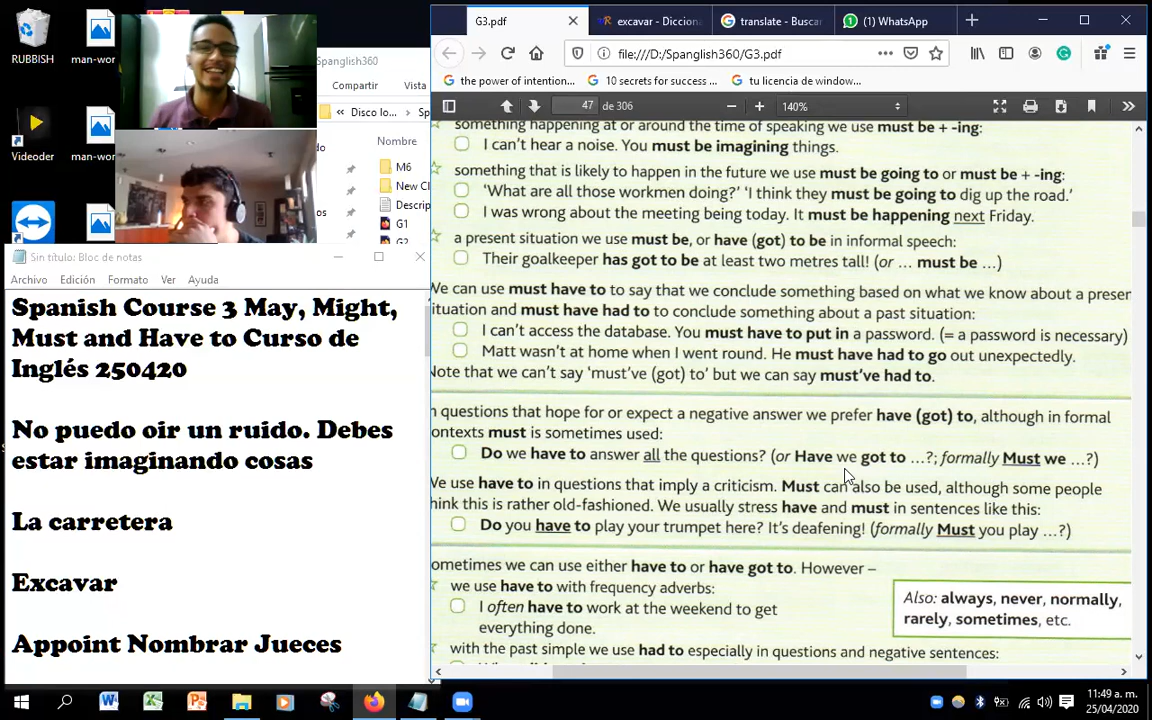 RUBBISH
man-wor
Videoder
man-wor
Spanglish360
Compartir
Vista
Disco lo...
Sp
Nombre
M6
New Cl
Descrip
G1
G2
Sin título: Bloc de notas
Archivo Edición Formato Ver Ayuda
Spanish Course 3 May, Might,
Must and Have to Curso de
Inglés 250420
No puedo oir un ruido. Debes
estar imaginando cosas
La carretera
Excavar
Appoint Nombrar Jueces
G3.pdf
excavar - Diccion
translate - Buscar
(1) WhatsApp
file:///D:/Spanglish360/G3.pdf
the power of intention...
10 secrets for success ...
tu licencia de window...
47 de 306
140%
something happening at or around the time of speaking we use must be + -ing:
I can't hear a noise. You must be imagining things.
something that is likely to happen in the future we use must be going to or must be + -ing:
'What are all those workmen doing?' 'I think they must be going to dig up the road.'
I was wrong about the meeting being today. It must be happening next Friday.
a present situation we use must be, or have (got) to be in informal speech:
Their goalkeeper has got to be at least two metres tall! (or ... must be ...)
We can use must have to to say that we conclude something based on what we know about a presen
ituation and must have had to to conclude something about a past situation:
I can't access the database. You must have to put in a password. (= a password is necessary)
Matt wasn't at home when I went round. He must have had to go out unexpectedly.
Note that we can't say 'must've (got) to' but we can say must've had to.
n questions that hope for or expect a negative answer we prefer have (got) to, although in formal
ontexts must is sometimes used:
Do we have to answer all the questions? (or Have we got to ...?; formally Must we ...?)
We use have to in questions that imply a criticism. Must can also be used, although some people
hink this is rather old-fashioned. We usually stress have and must in sentences like this:
Do you have to play your trumpet here? It's deafening! (formally Must you play ...?)
ometimes we can use either have to or have got to. However –
we use have to with frequency adverbs:
I often have to work at the weekend to get
everything done.
Also: always, never, normally,
rarely, sometimes, etc.
with the past simple we use had to especially in questions and negative sentences:
11:49 a. m.
25/04/2020